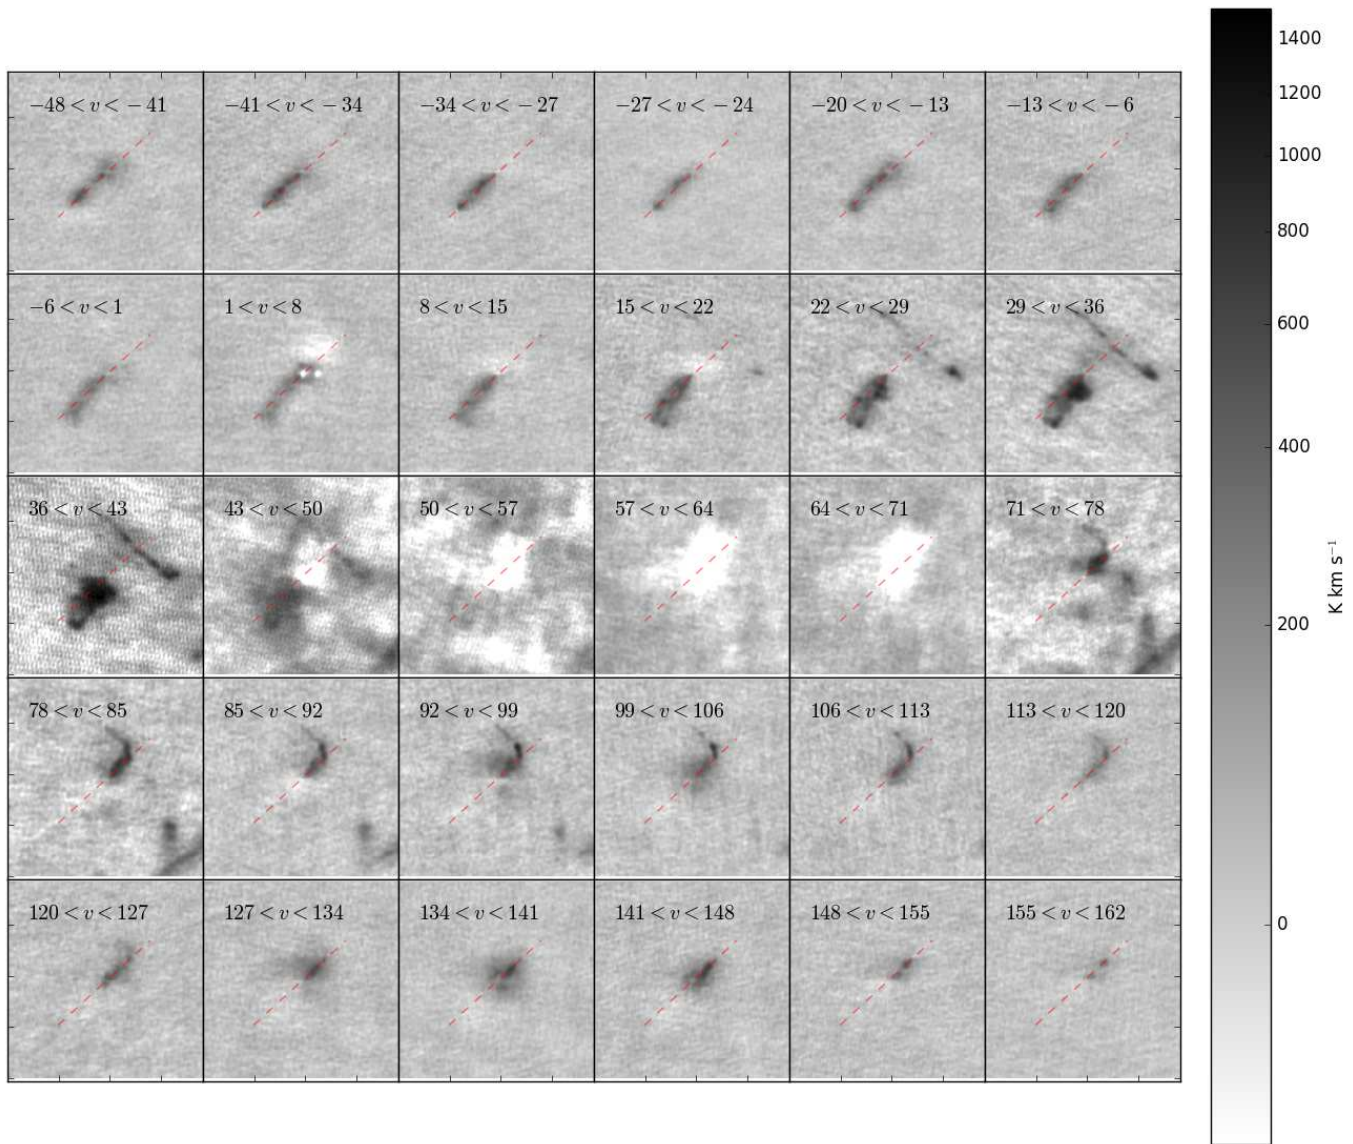 −48 < v < −41
−41 < v < −34
−34 < v < −27
−27 < v < −24
−20 < v < −13
−13 < v < −6
−6 < v < 1
1 < v < 8
8 < v < 15
15 < v < 22
22 < v < 29
29 < v < 36
36 < v < 43
43 < v < 50
50 < v < 57
57 < v < 64
64 < v < 71
71 < v < 78
78 < v < 85
85 < v < 92
92 < v < 99
99 < v < 106
106 < v < 113
113 < v < 120
120 < v < 127
127 < v < 134
134 < v < 141
141 < v < 148
148 < v < 155
155 < v < 162
1400
1200
1000
800
600
400
200
0
K km s⁻¹